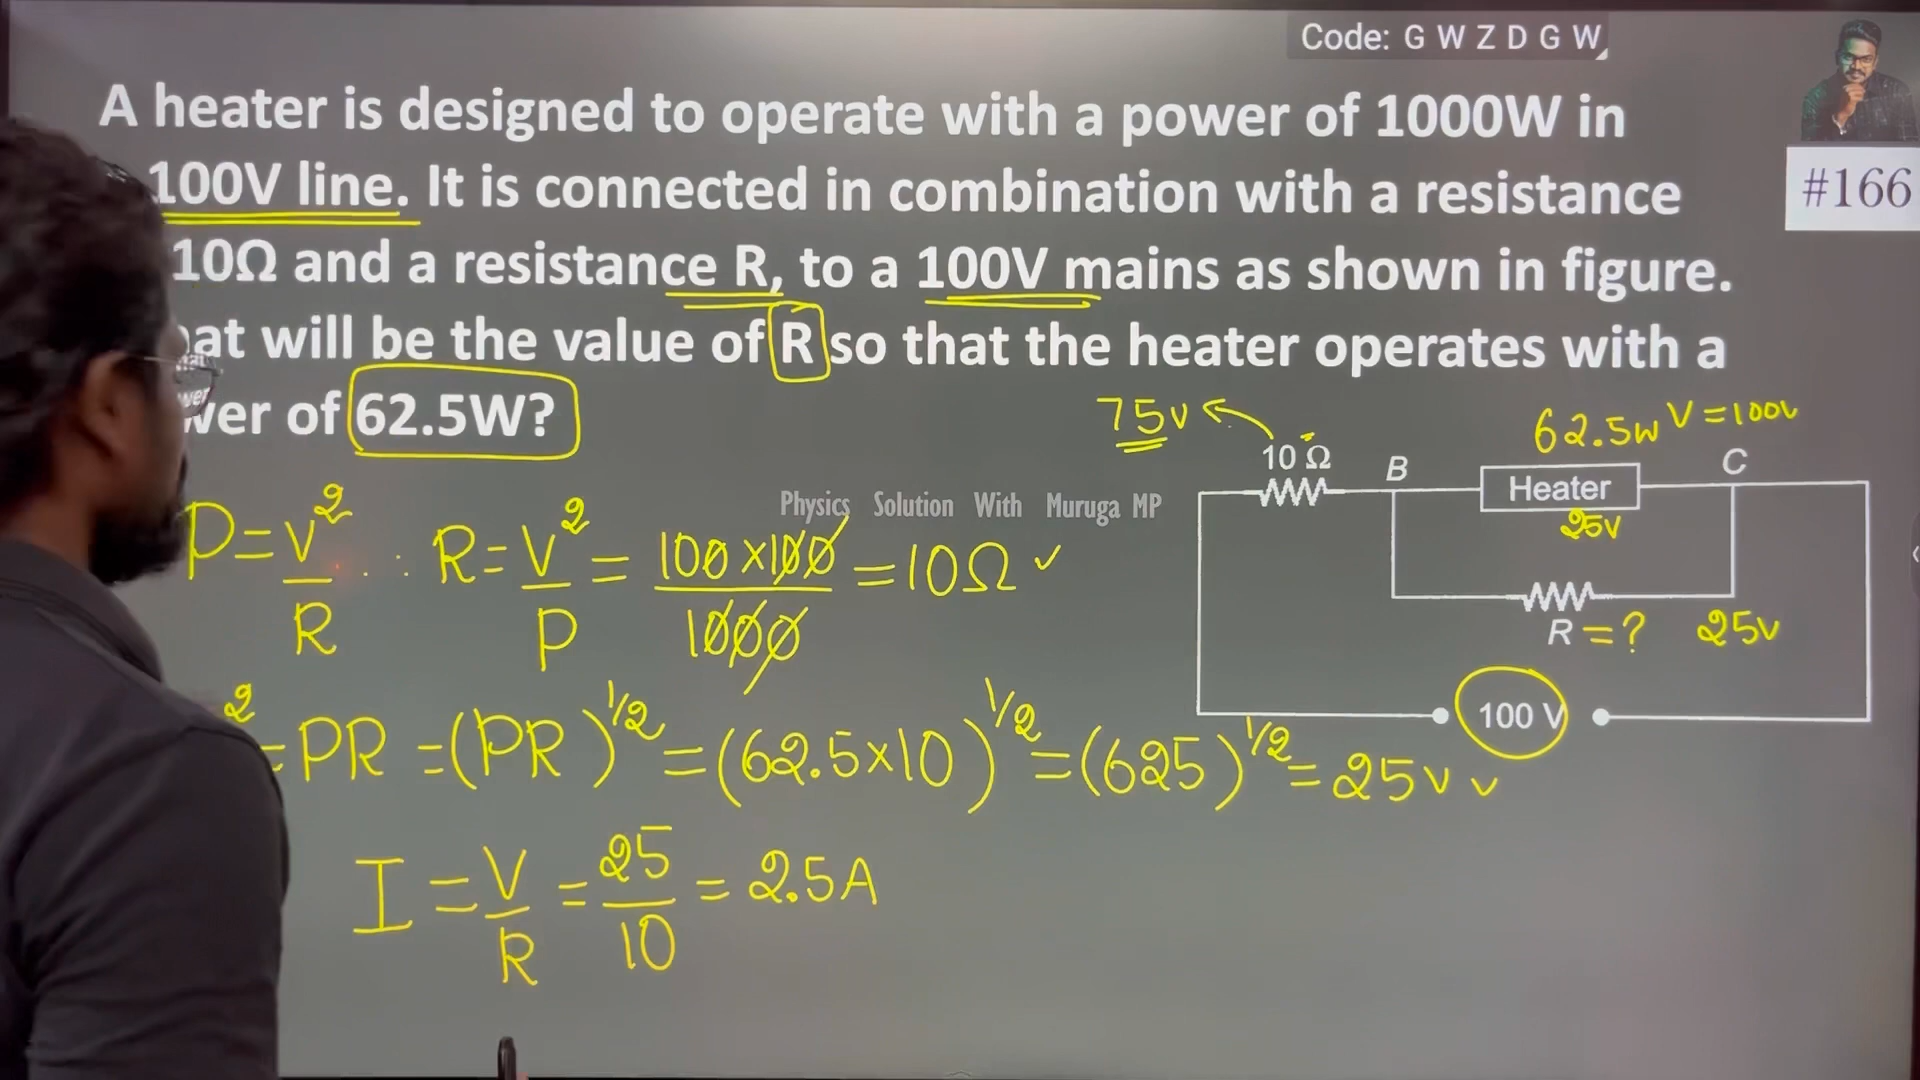 Code: G W Z D G W
A heater is designed to operate with a power of 1000W in
100V line. It is connected in combination with a resistance
#166
10Ω and a resistance R, to a 100V mains as shown in figure.
at will be the value of R so that the heater operates with a
wer of 62.5W?
75V
62.5W V=100V
10 Ω
B
Heater
C
25V
R =?
25V
100 V
Physics Solution With Muruga MP
P=V²/R ∴ R=V²/P = 100×100/1000 =10Ω ✓
² =PR =(PR)^1/2 =(62.5×10)^1/2 =(625)^1/2 =25V
I =V/R =25/10 = 2.5A